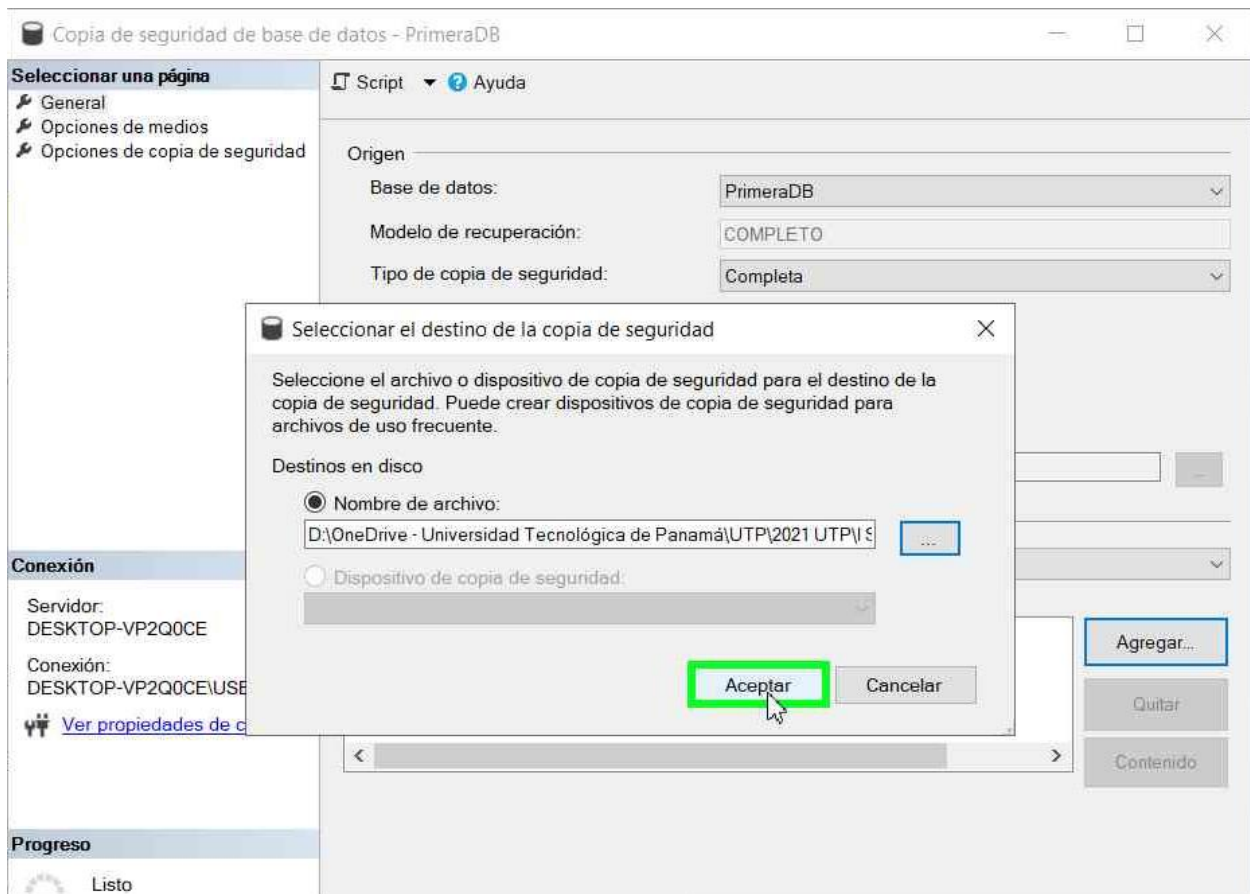 Copia de seguridad de base de datos - PrimeraDB
Seleccionar una página
General
Opciones de medios
Opciones de copia de seguridad
Script
Ayuda
Origen
Base de datos:
PrimeraDB
Modelo de recuperación:
COMPLETO
Tipo de copia de seguridad:
Completa
Seleccionar el destino de la copia de seguridad
Seleccione el archivo o dispositivo de copia de seguridad para el destino de la
copia de seguridad. Puede crear dispositivos de copia de seguridad para
archivos de uso frecuente.
Destinos en disco
Nombre de archivo:
D:\OneDrive - Universidad Tecnológica de Panamá\UTP\2021 UTP\I S
...
Dispositivo de copia de seguridad:
Aceptar
Cancelar
...
Agregar...
Quitar
Contenido
Conexión
Servidor:
DESKTOP-VP2Q0CE
Conexión:
DESKTOP-VP2Q0CE\USE
Ver propiedades de c
Progreso
Listo